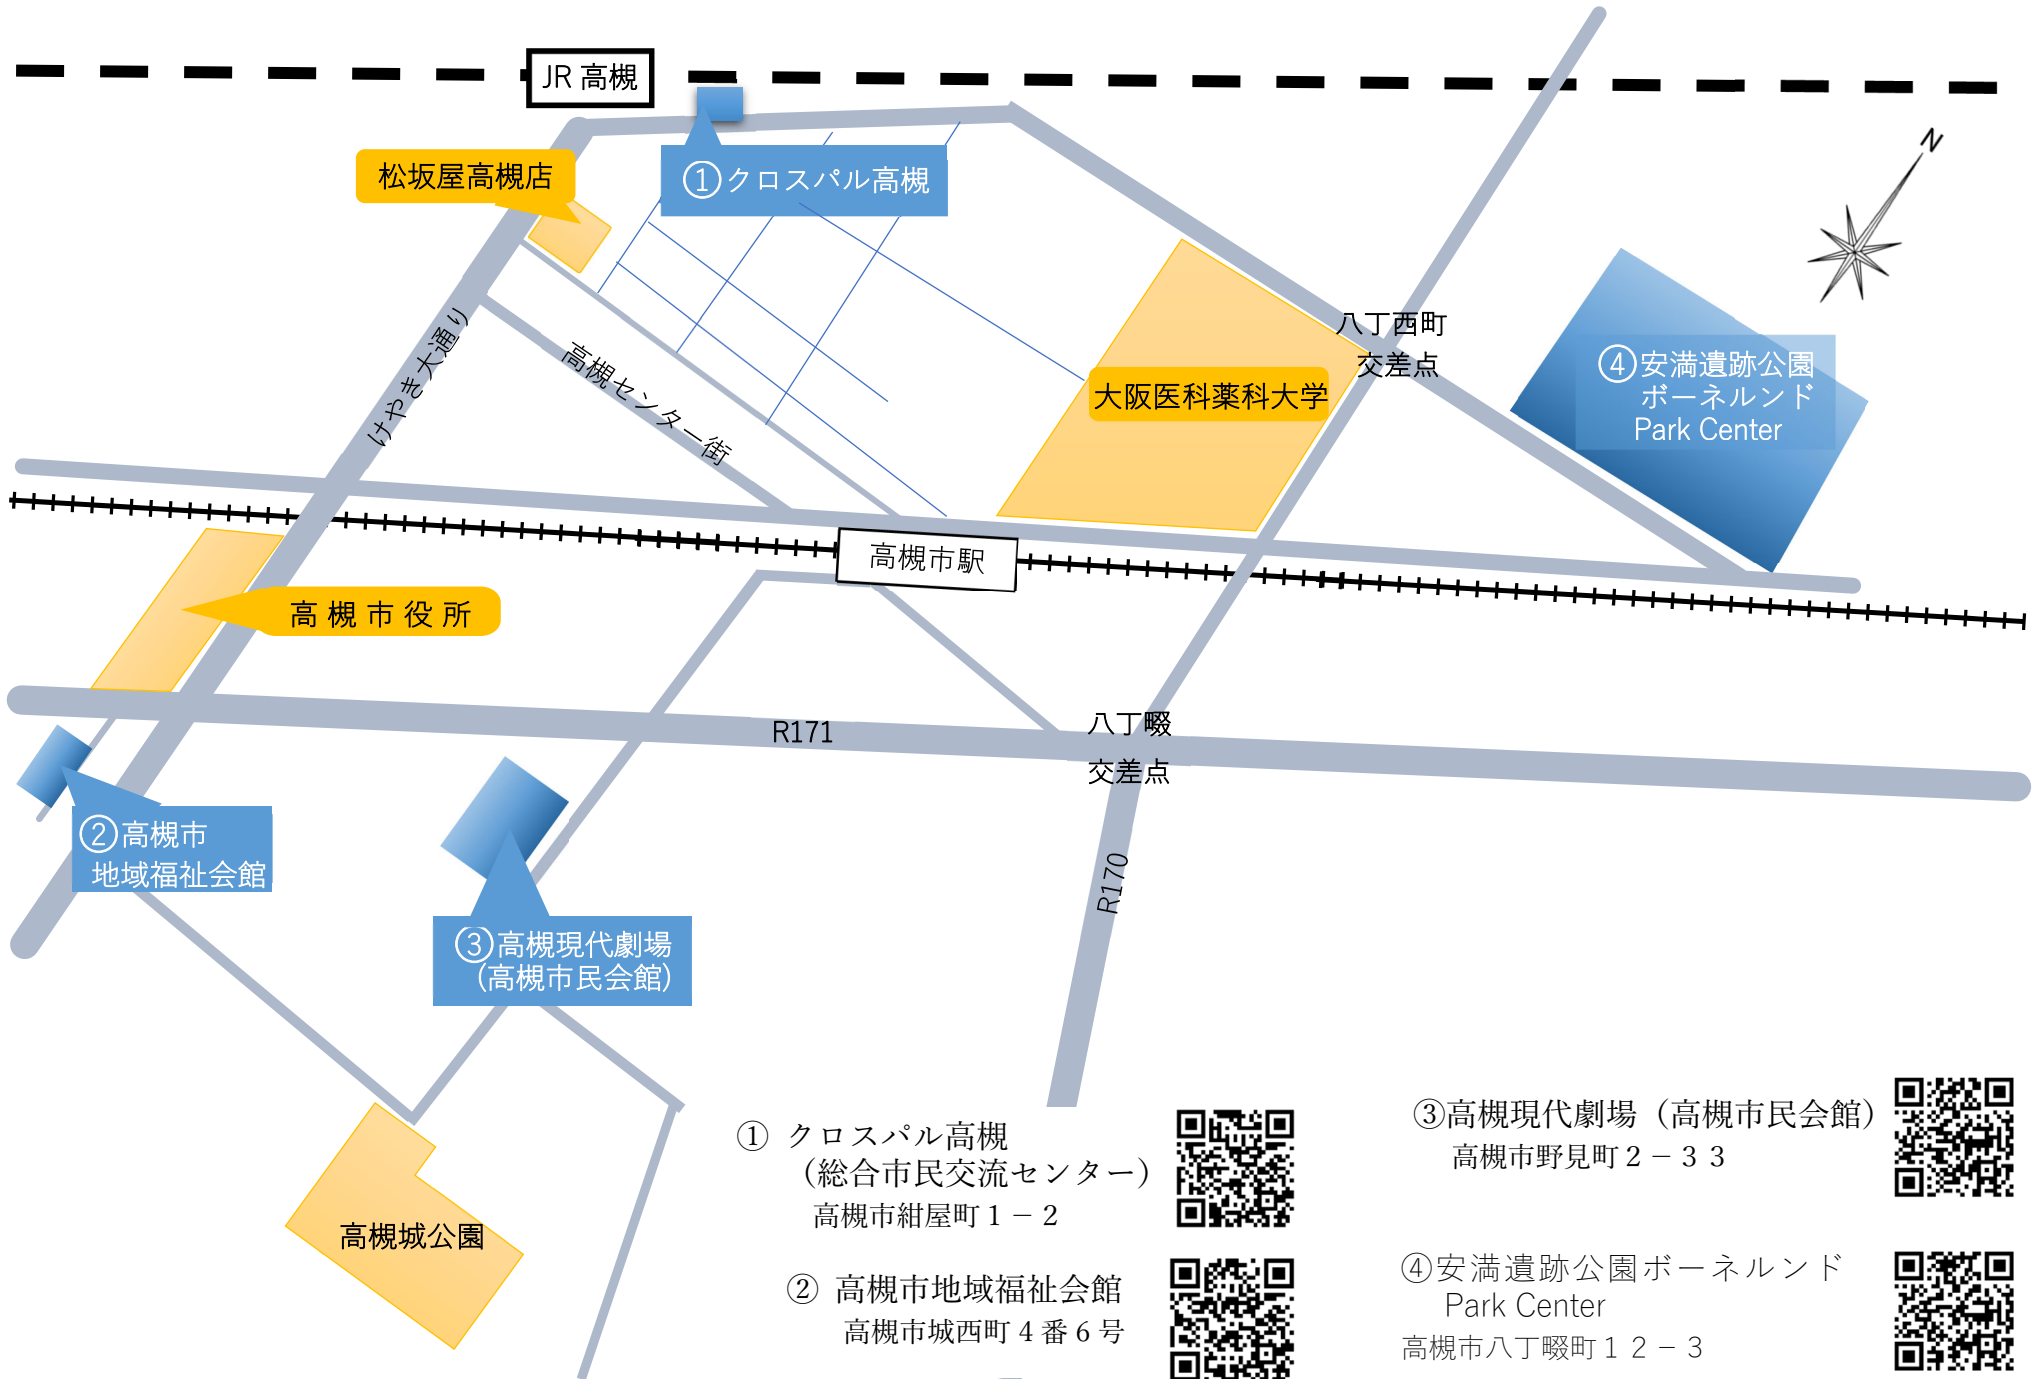 JR 高槻
N
松坂屋高槻店
①クロスパル高槻
けやき大通り
高槻センター街
八丁西町
交差点
大阪医科薬科大学
④安満遺跡公園
ボーネルンド
Park Center
高槻市駅
高槻市役所
R171
八丁畷
交差点
R170
②高槻市
地域福祉会館
③高槻現代劇場
（高槻市民会館）
高槻城公園
① クロスパル高槻
（総合市民交流センター）
高槻市紺屋町１－２
② 高槻市地域福祉会館
高槻市城西町４番６号
③高槻現代劇場（高槻市民会館）
高槻市野見町２－３３
④安満遺跡公園ボーネルンド
Park Center
高槻市八丁畷町１２－３